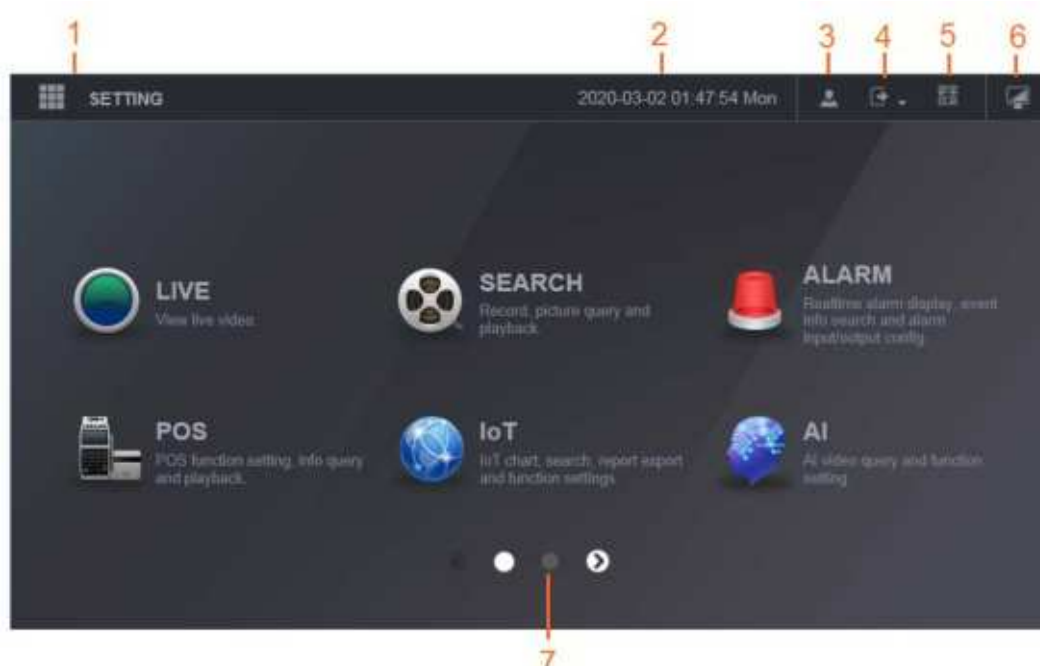 1 2 3 4 5 6
SETTING 2020-03-02 01:47:54 Mon
LIVE
View live video.
SEARCH
Record, picture query and
playback.
ALARM
Realtime alarm display, event
info search and alarm
input/output config.
POS
POS function setting, info query
and playback.
IoT
IoT chart, search, report export
and function settings.
AI
AI video query and function
setting
7